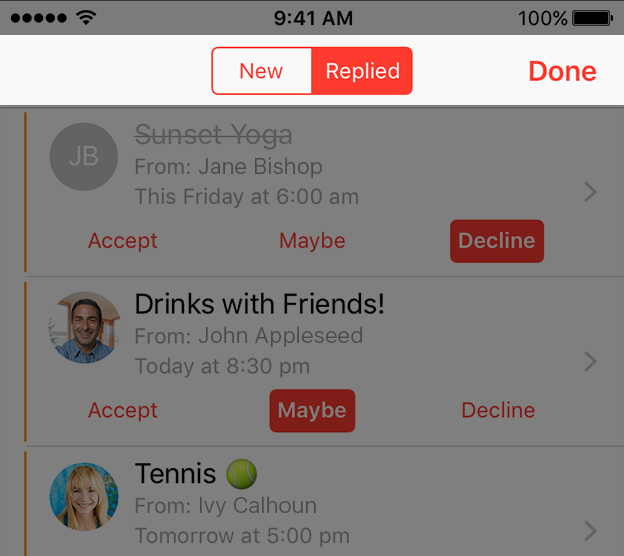 9:41 AM 100%
New Replied Done
JB
Sunset Yoga
From: Jane Bishop
This Friday at 6:00 am
Accept Maybe Decline
Drinks with Friends!
From: John Appleseed
Today at 8:30 pm
Accept Maybe Decline
Tennis 🎾
From: Ivy Calhoun
Tomorrow at 5:00 pm